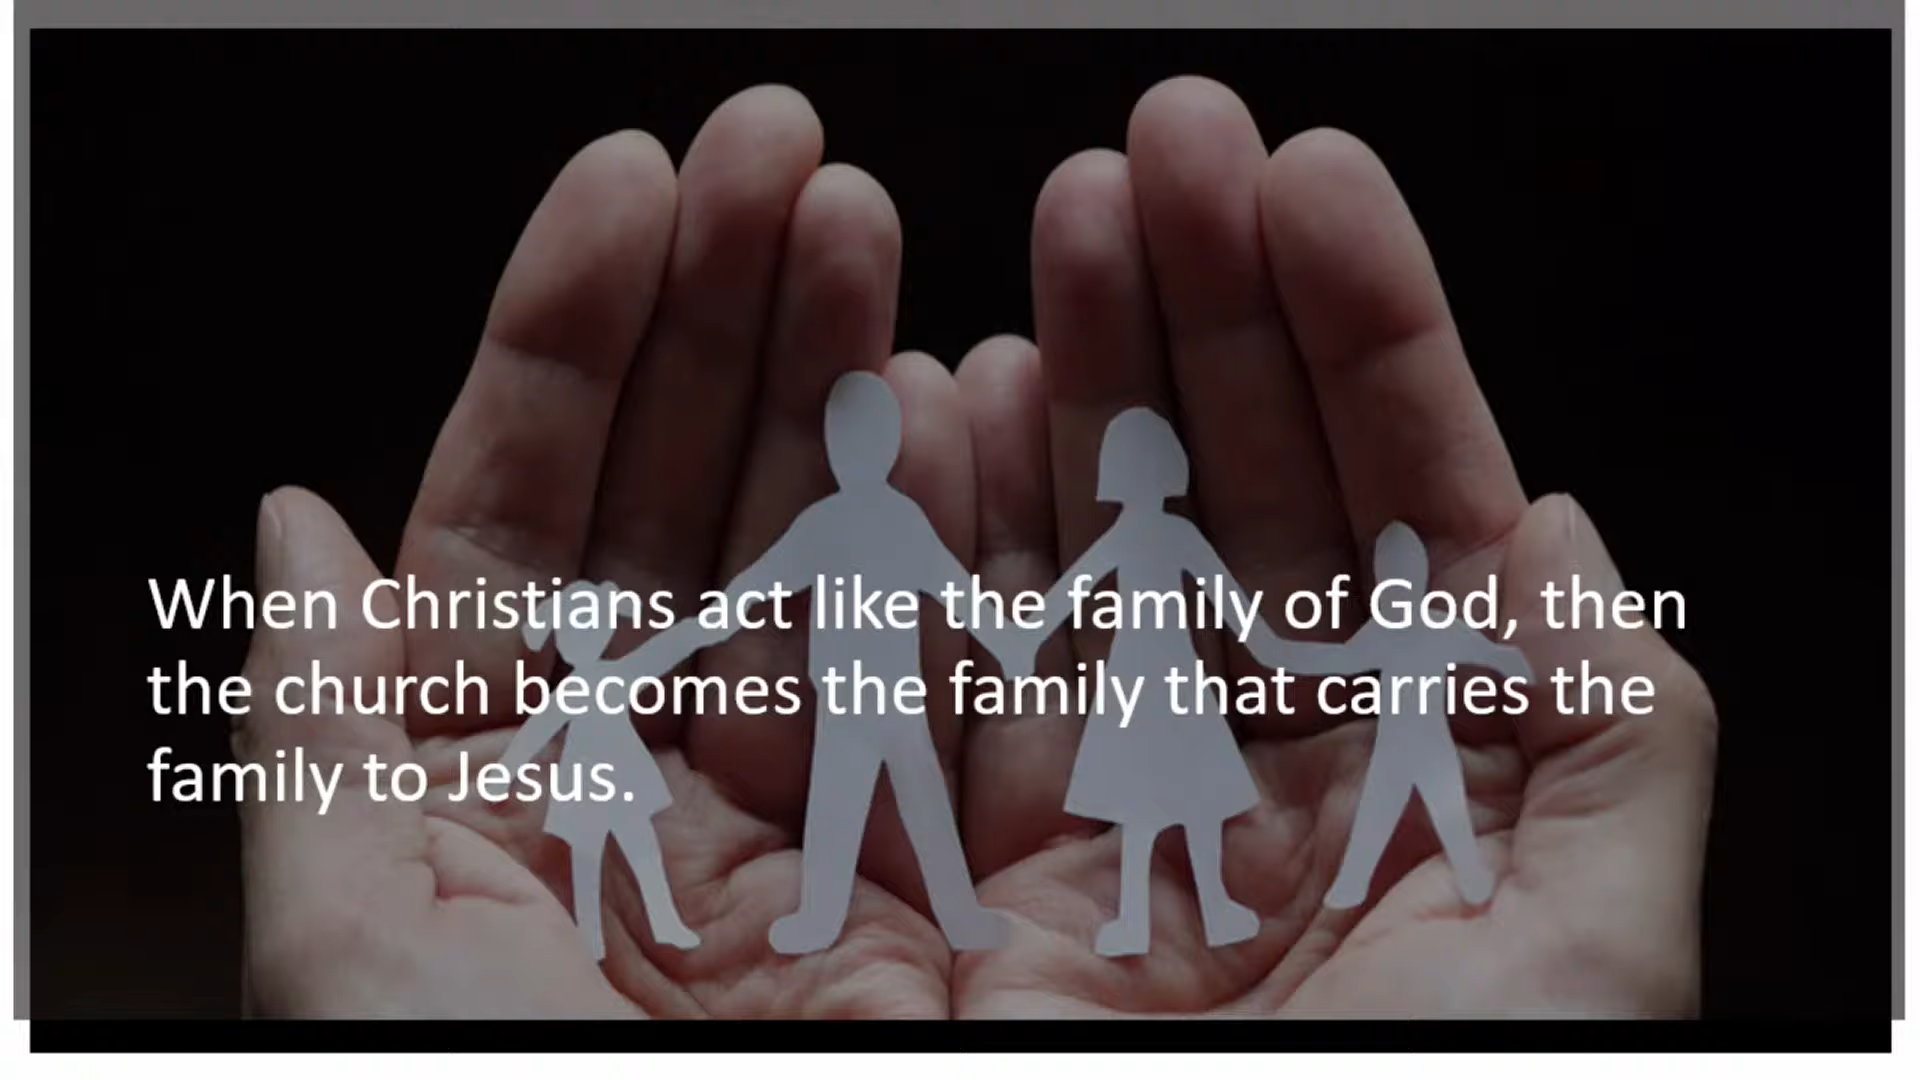 When Christians act like the family of God, then
the church becomes the family that carries the
family to Jesus.